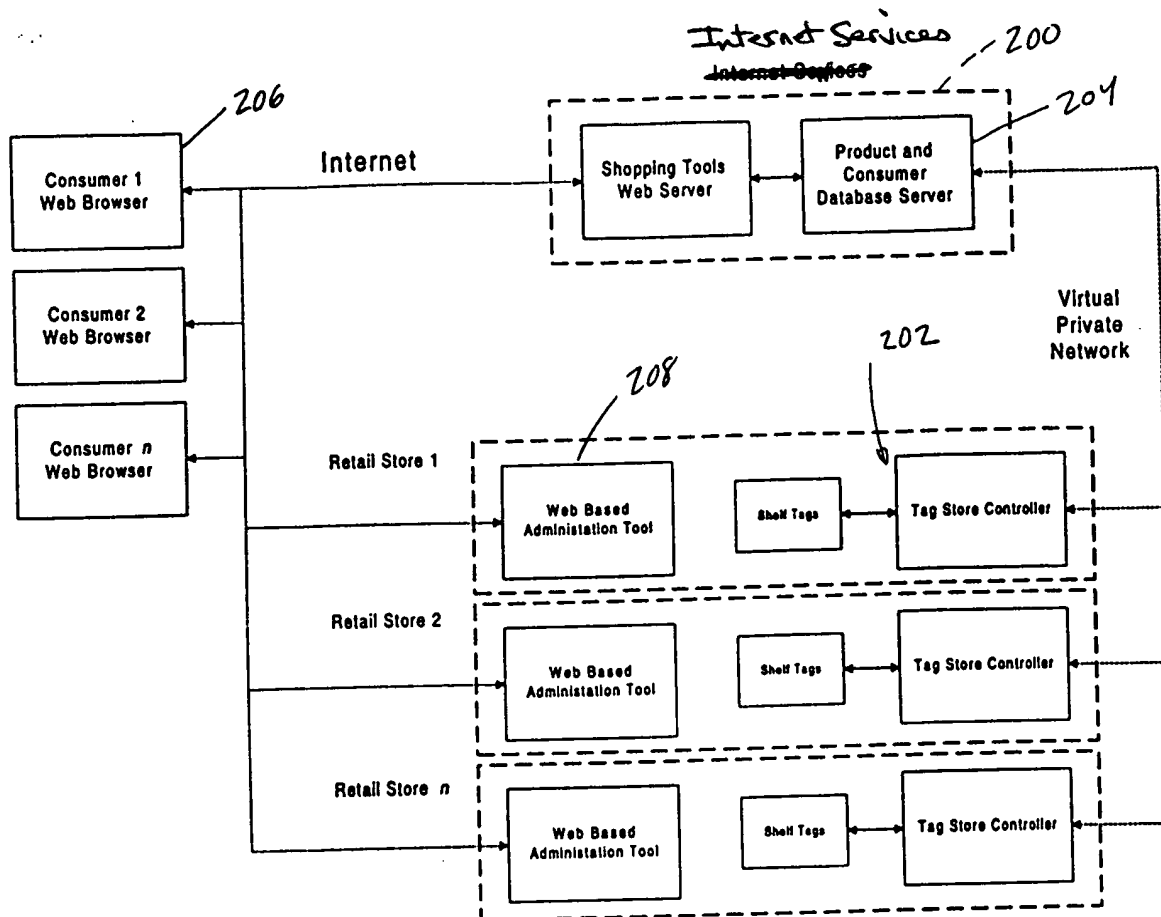 Internet Services
200
206
204
Internet
Consumer 1
Web Browser
Shopping Tools
Web Server
Product and
Consumer
Database Server
Consumer 2
Web Browser
Virtual
Private
Network
202
208
Consumer n
Web Browser
Retail Store 1
Web Based
Administation Tool
Shelf Tags
Tag Store Controller
Retail Store 2
Web Based
Administation Tool
Shelf Tags
Tag Store Controller
Retail Store n
Web Based
Administation Tool
Shelf Tags
Tag Store Controller